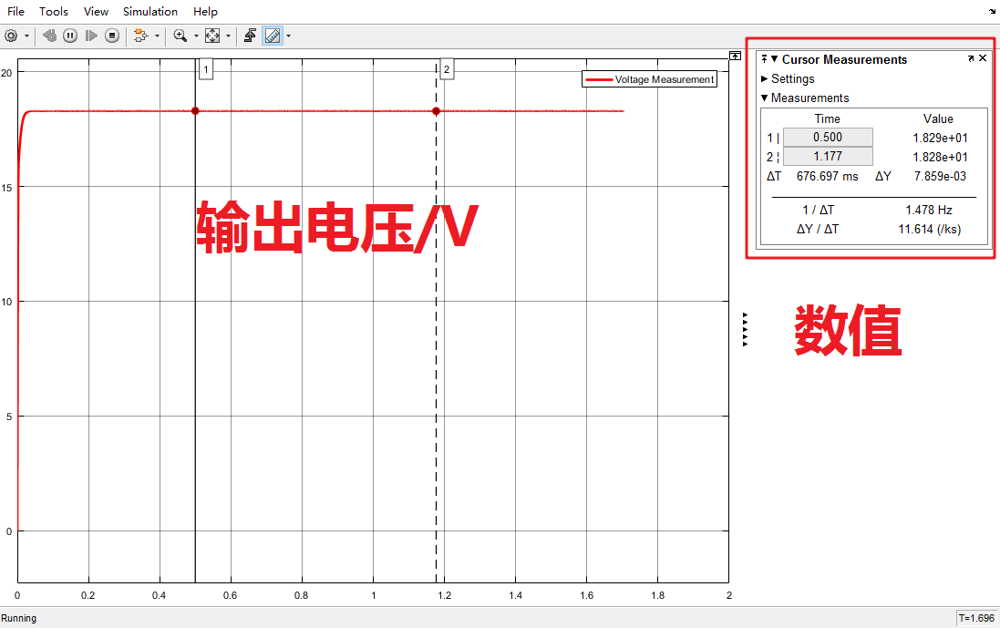 File Tools View Simulation Help
1
2
Voltage Measurement
20
15
10
5
0
0 0.2 0.4 0.6 0.8 1 1.2 1.4 1.6 1.8 2
输出电压/V
Cursor Measurements
Settings
Measurements
Time Value
1 | 0.500 1.829e+01
2 ¦ 1.177 1.828e+01
ΔT 676.697 ms ΔY 7.859e-03
1 / ΔT 1.478 Hz
ΔY / ΔT 11.614 (/ks)
数值
Running T=1.696